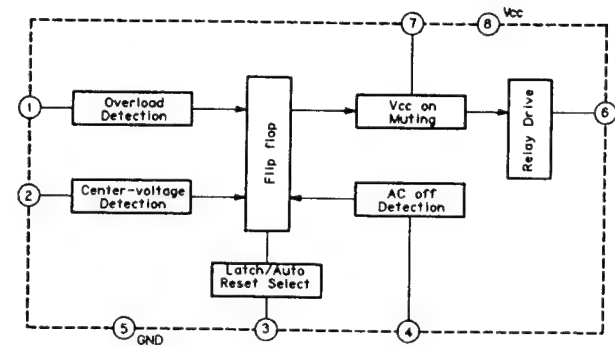 7
8
Vcc
1
Overload
Detection
Flip flop
Vcc on
Muting
Relay Drive
6
2
Center-voltage
Detection
AC off
Detection
Latch/Auto
Reset Select
5
GND
3
4